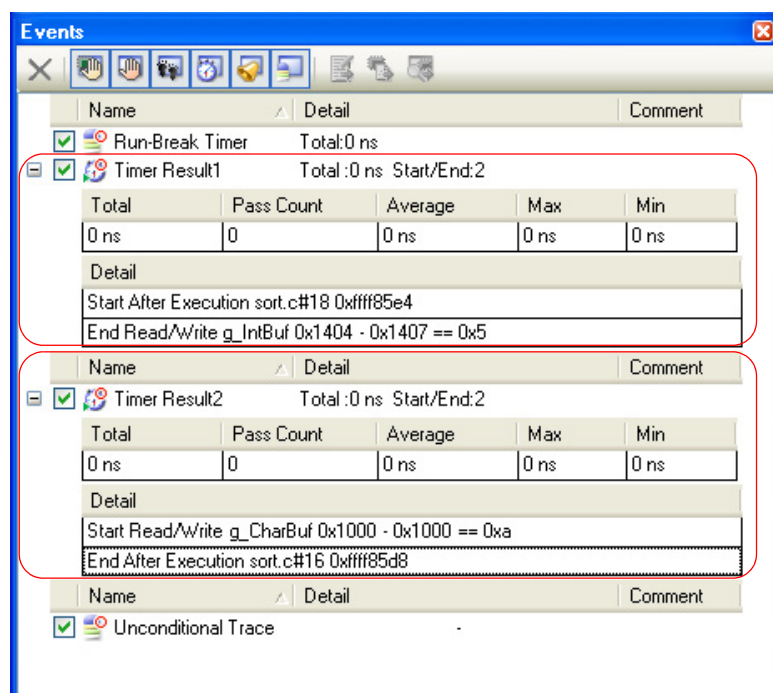 Events
Name Detail Comment
Run-Break Timer Total:0 ns
Timer Result1 Total :0 ns Start/End:2
Total Pass Count Average Max Min
0 ns 0 0 ns 0 ns 0 ns
Detail
Start After Execution sort.c#18 0xffff85e4
End Read/Write g_IntBuf 0x1404 - 0x1407 == 0x5
Name Detail Comment
Timer Result2 Total :0 ns Start/End:2
Total Pass Count Average Max Min
0 ns 0 0 ns 0 ns 0 ns
Detail
Start Read/Write g_CharBuf 0x1000 - 0x1000 == 0xa
End After Execution sort.c#16 0xffff85d8
Name Detail Comment
Unconditional Trace -